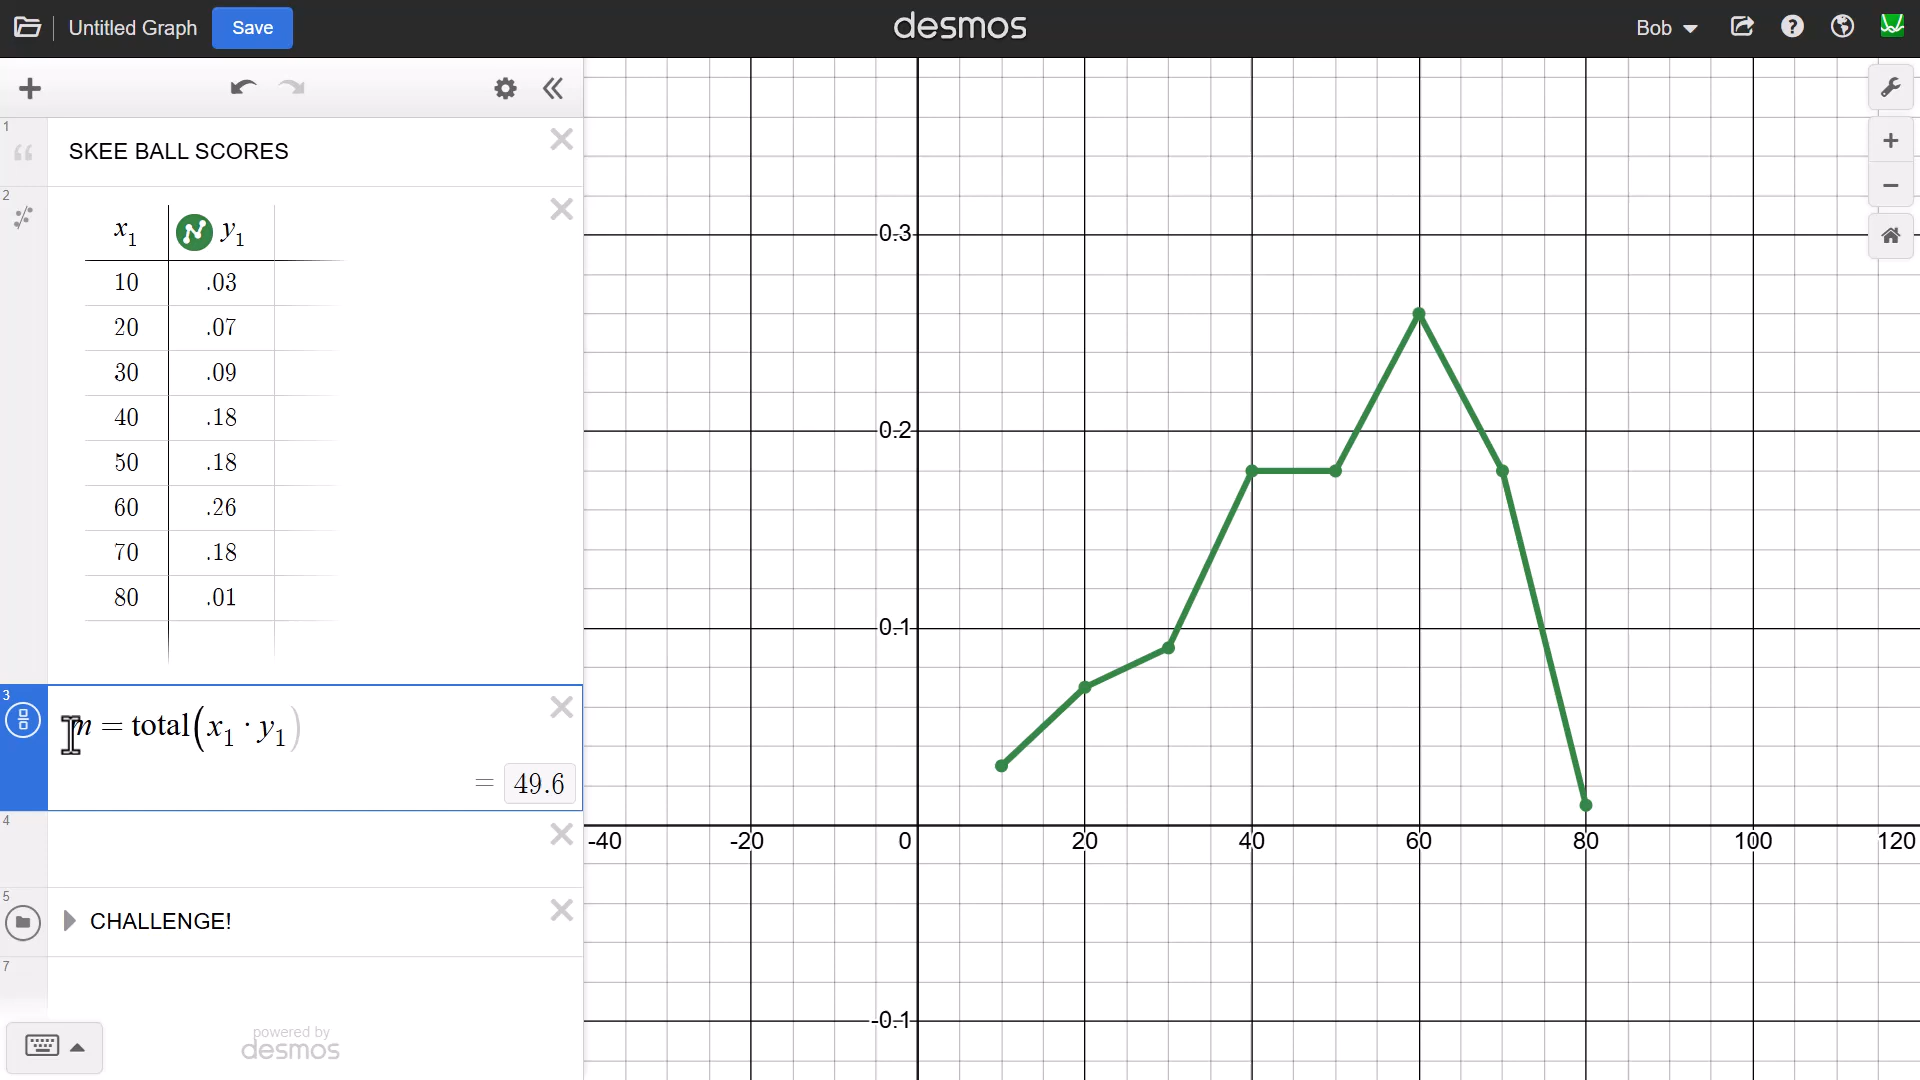 Untitled Graph
Save
desmos
Bob
1
SKEE BALL SCORES
2
x₁ y₁
10 .03
20 .07
30 .09
40 .18
50 .18
60 .26
70 .18
80 .01
3
m = total(x₁ · y₁)
= 49.6
4
5
CHALLENGE!
7
powered by
desmos
0.3
0.2
0.1
-40 -20 0 20 40 60 80 100 120
-0.1